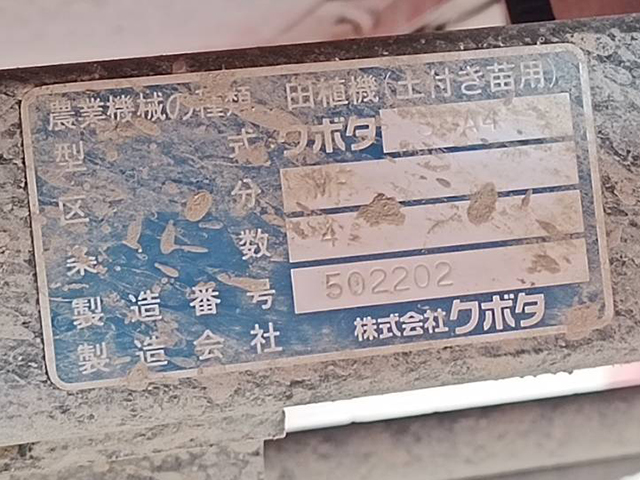 農業機械の種類 田植機(土付き苗用)
型 式 クボタ A4
区 分
条 数 4
製 造 番 号 502202
製 造 会 社 株式会社クボタ